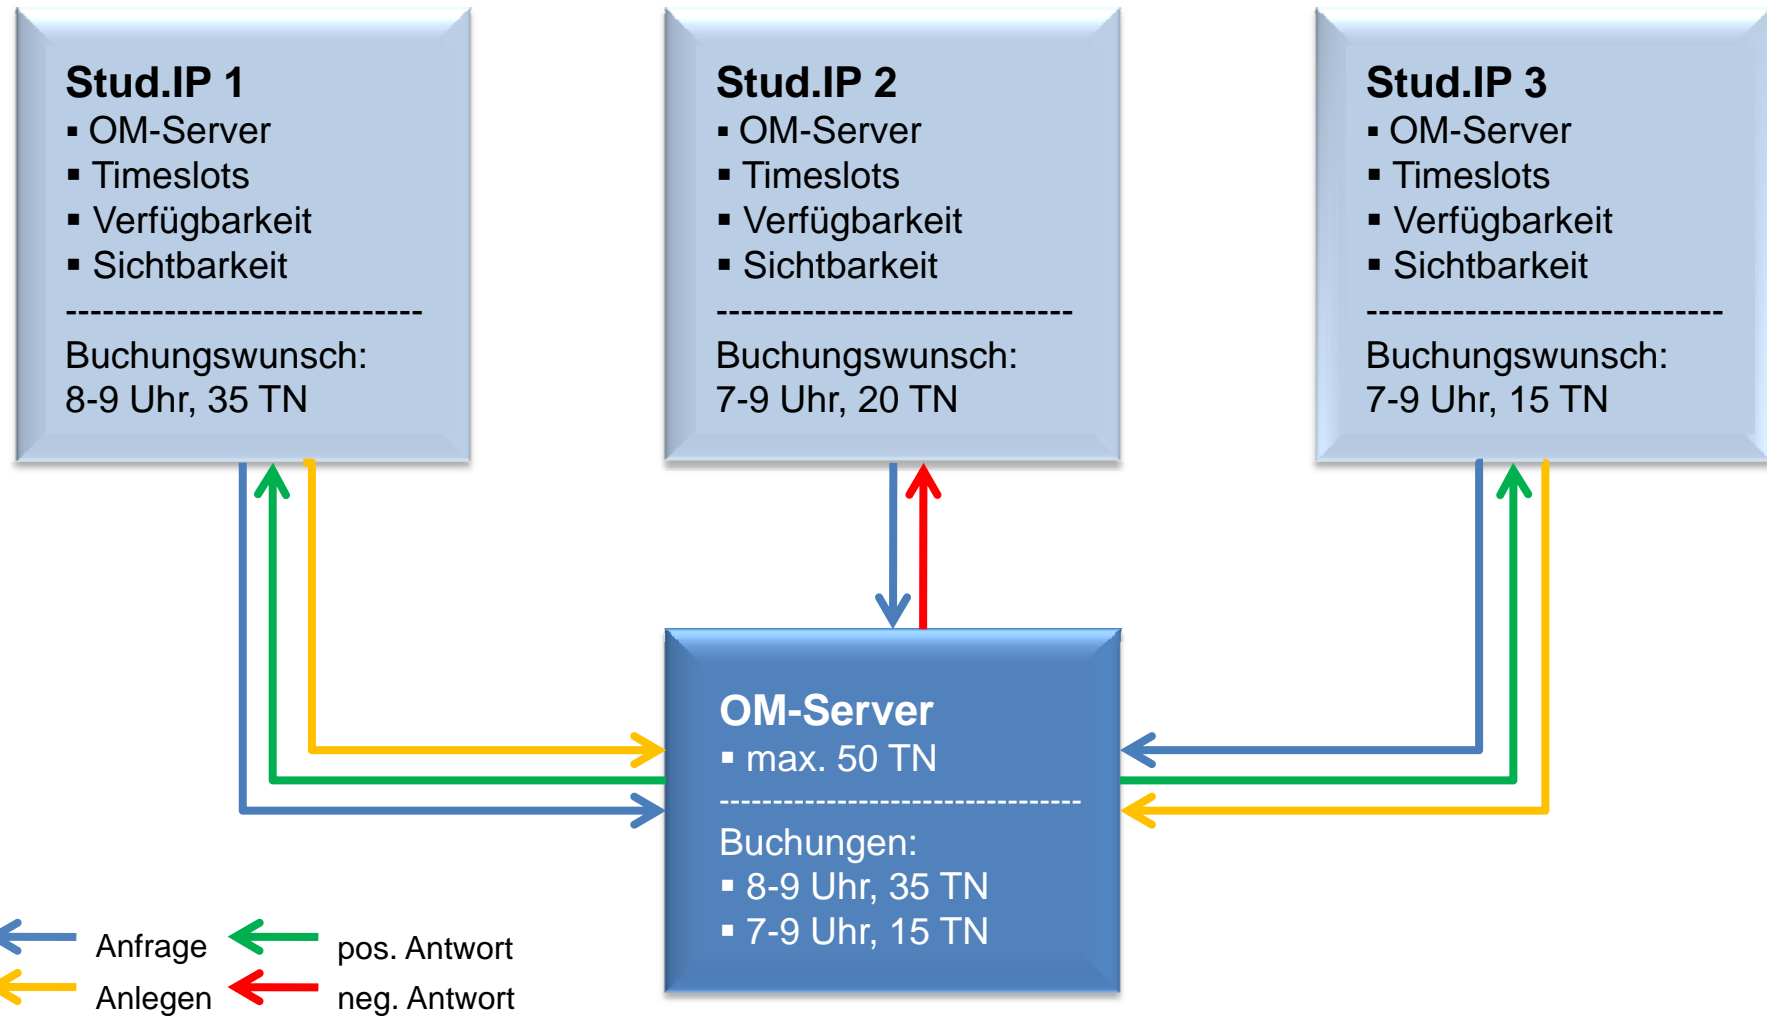 Stud.IP 1
▪ OM-Server
▪ Timeslots
▪ Verfügbarkeit
▪ Sichtbarkeit
-----------------------------
Buchungswunsch:
8-9 Uhr, 35 TN
Stud.IP 2
▪ OM-Server
▪ Timeslots
▪ Verfügbarkeit
▪ Sichtbarkeit
-----------------------------
Buchungswunsch:
7-9 Uhr, 20 TN
Stud.IP 3
▪ OM-Server
▪ Timeslots
▪ Verfügbarkeit
▪ Sichtbarkeit
-----------------------------
Buchungswunsch:
7-9 Uhr, 15 TN
OM-Server
▪ max. 50 TN
----------------------------------
Buchungen:
▪ 8-9 Uhr, 35 TN
▪ 7-9 Uhr, 15 TN
Anfrage
pos. Antwort
Anlegen
neg. Antwort